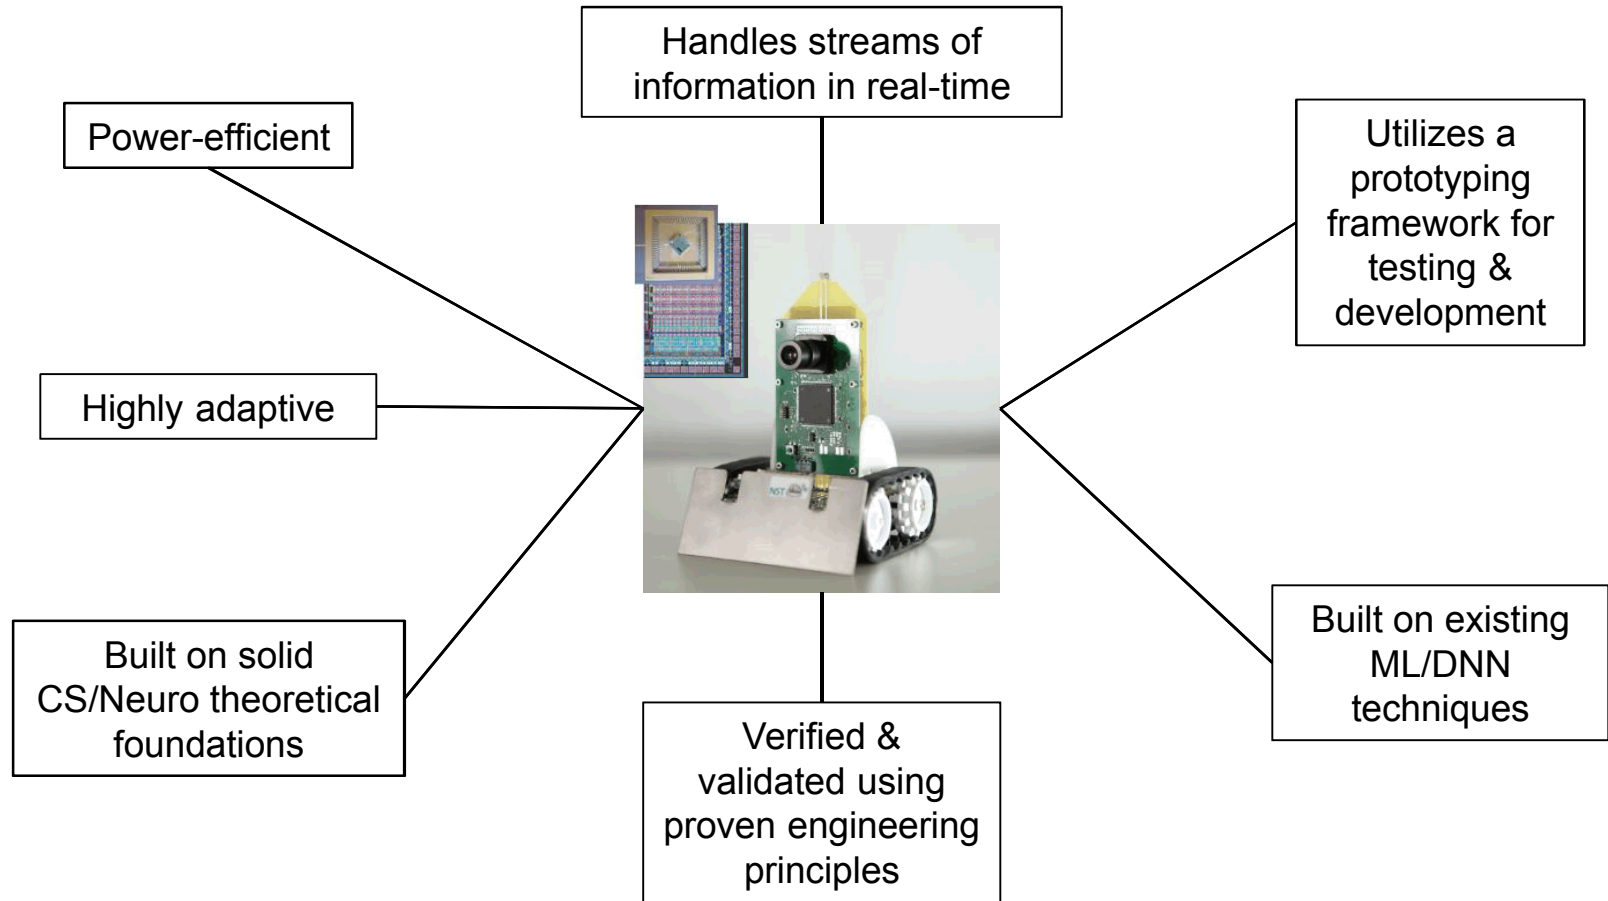 Handles streams of
information in real-time
Power-efficient
Utilizes a
prototyping
framework for
testing &
development
Highly adaptive
NST
Built on solid
CS/Neuro theoretical
foundations
Built on existing
ML/DNN
techniques
Verified &
validated using
proven engineering
principles